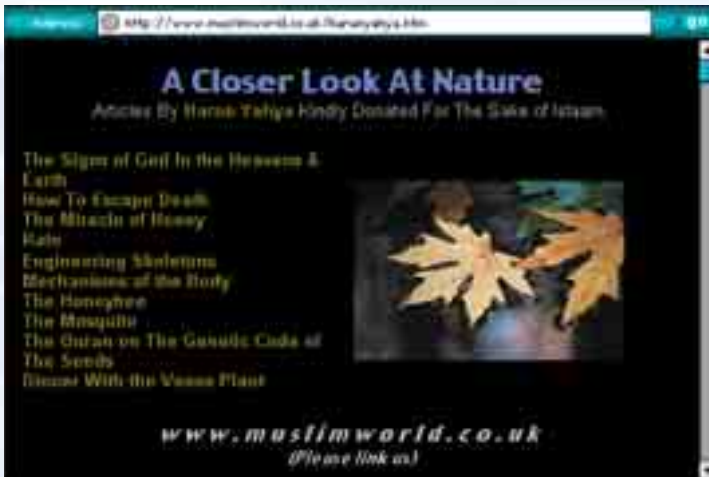 http://www.muslimworld.co.uk/harunyahya.htm
go
A Closer Look At Nature
Articles By Harun Yahya Kindly Donated For The Sake of Islaam
The Signs of God In the Heavens &
Earth
How To Escape Death
The Miracle of Honey
Engineering Skeletons
Mechanisms of the Body
The Honeybee
The Mosquito
The Quran on The Genetic Code of
The Seeds
Dinner With the Venus Plant
www.muslimworld.co.uk
(Please link us)